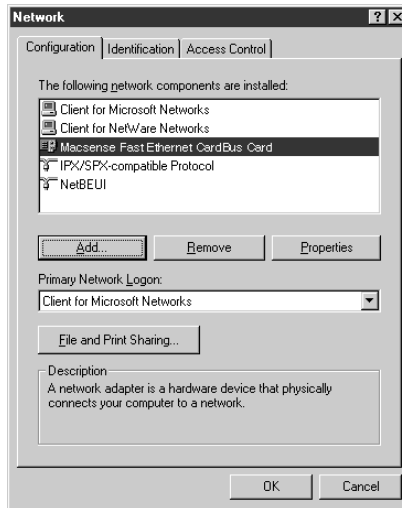 Network
? ×
Configuration Identification Access Control
The following network components are installed:
Client for Microsoft Networks
Client for NetWare Networks
Macsense Fast Ethernet CardBus Card
IPX/SPX-compatible Protocol
NetBEUI
Add... Remove Properties
Primary Network Logon:
Client for Microsoft Networks
File and Print Sharing...
Description
A network adapter is a hardware device that physically
connects your computer to a network.
OK Cancel